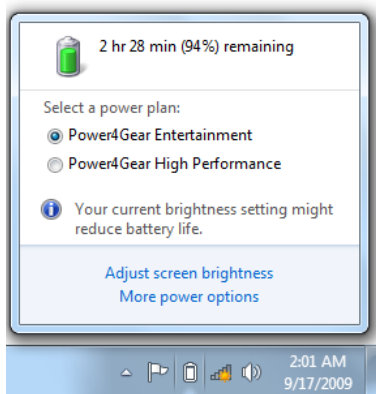 2 hr 28 min (94%) remaining
Select a power plan:
Power4Gear Entertainment
Power4Gear High Performance
Your current brightness setting might
reduce battery life.
Adjust screen brightness
More power options
2:01 AM
9/17/2009